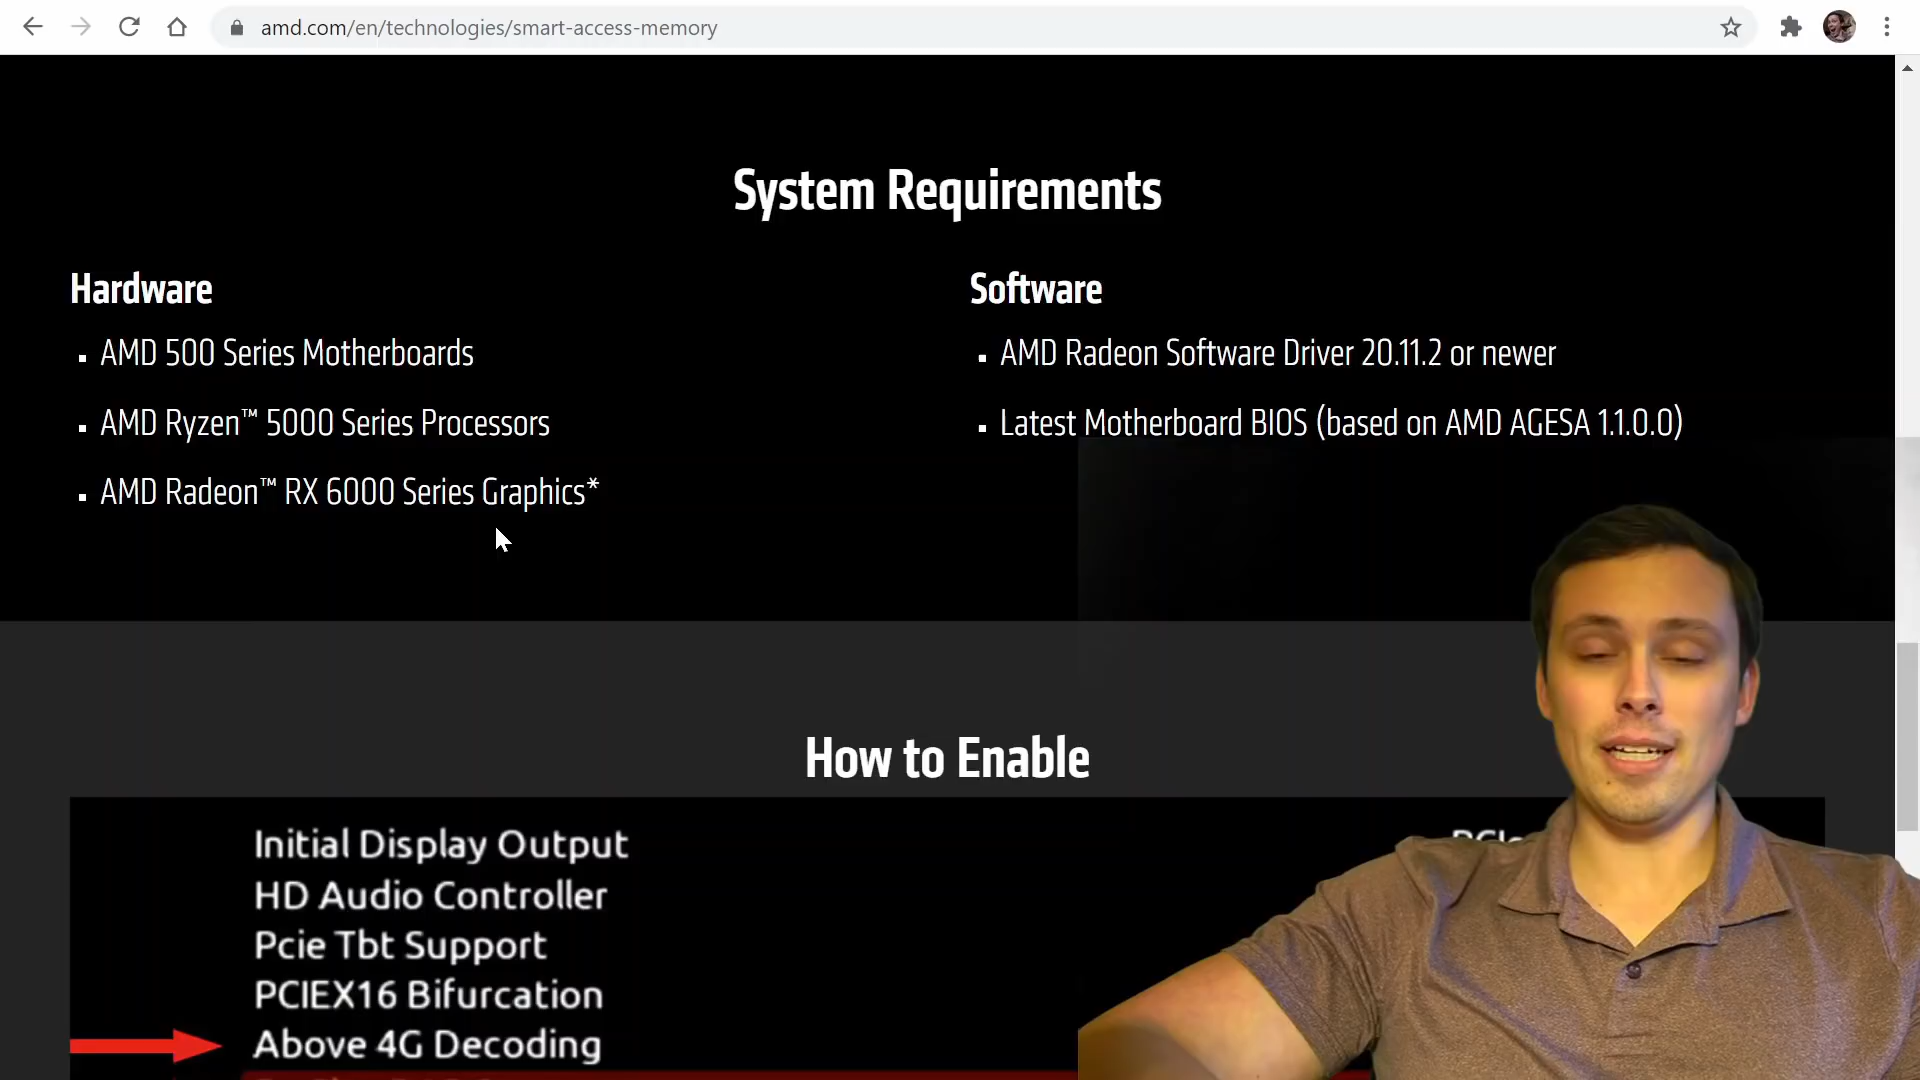 amd.com/en/technologies/smart-access-memory
System Requirements
Hardware
Software
AMD 500 Series Motherboards
AMD Radeon Software Driver 20.11.2 or newer
AMD Ryzen™ 5000 Series Processors
Latest Motherboard BIOS (based on AMD AGESA 1.1.0.0)
AMD Radeon™ RX 6000 Series Graphics*
How to Enable
Initial Display Output
HD Audio Controller
Pcie Tbt Support
PCIEX16 Bifurcation
Above 4G Decoding